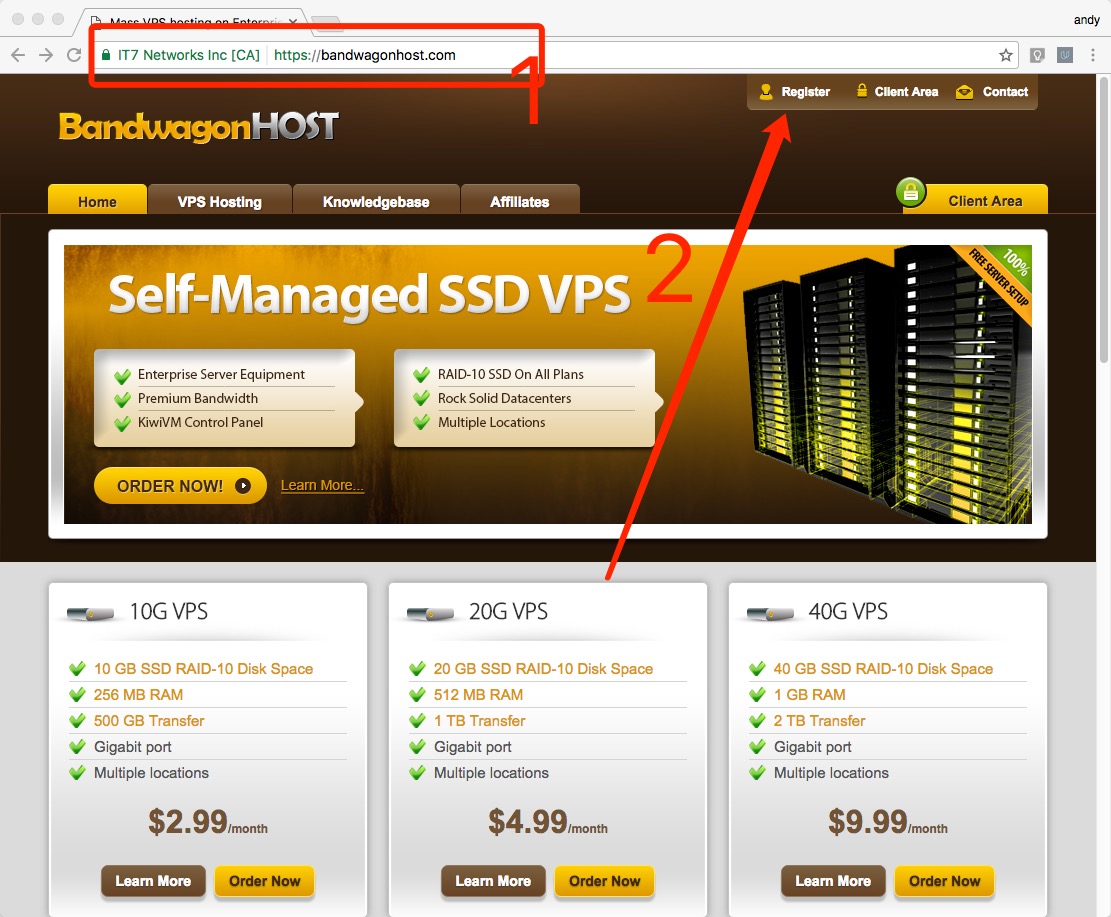 Mass VPS hosting on Enterpris
andy
IT7 Networks Inc [CA] https://bandwagonhost.com
1
Register Client Area Contact
BandwagonHOST
Home VPS Hosting Knowledgebase Affiliates Client Area
100%
FREE SERVER SETUP
2
Self-Managed SSD VPS
Enterprise Server Equipment
Premium Bandwidth
KiwiVM Control Panel
RAID-10 SSD On All Plans
Rock Solid Datacenters
Multiple Locations
ORDER NOW! Learn More...
10G VPS
10 GB SSD RAID-10 Disk Space
256 MB RAM
500 GB Transfer
Gigabit port
Multiple locations
$2.99/month
Learn More Order Now
20G VPS
20 GB SSD RAID-10 Disk Space
512 MB RAM
1 TB Transfer
Gigabit port
Multiple locations
$4.99/month
Learn More Order Now
40G VPS
40 GB SSD RAID-10 Disk Space
1 GB RAM
2 TB Transfer
Gigabit port
Multiple locations
$9.99/month
Learn More Order Now